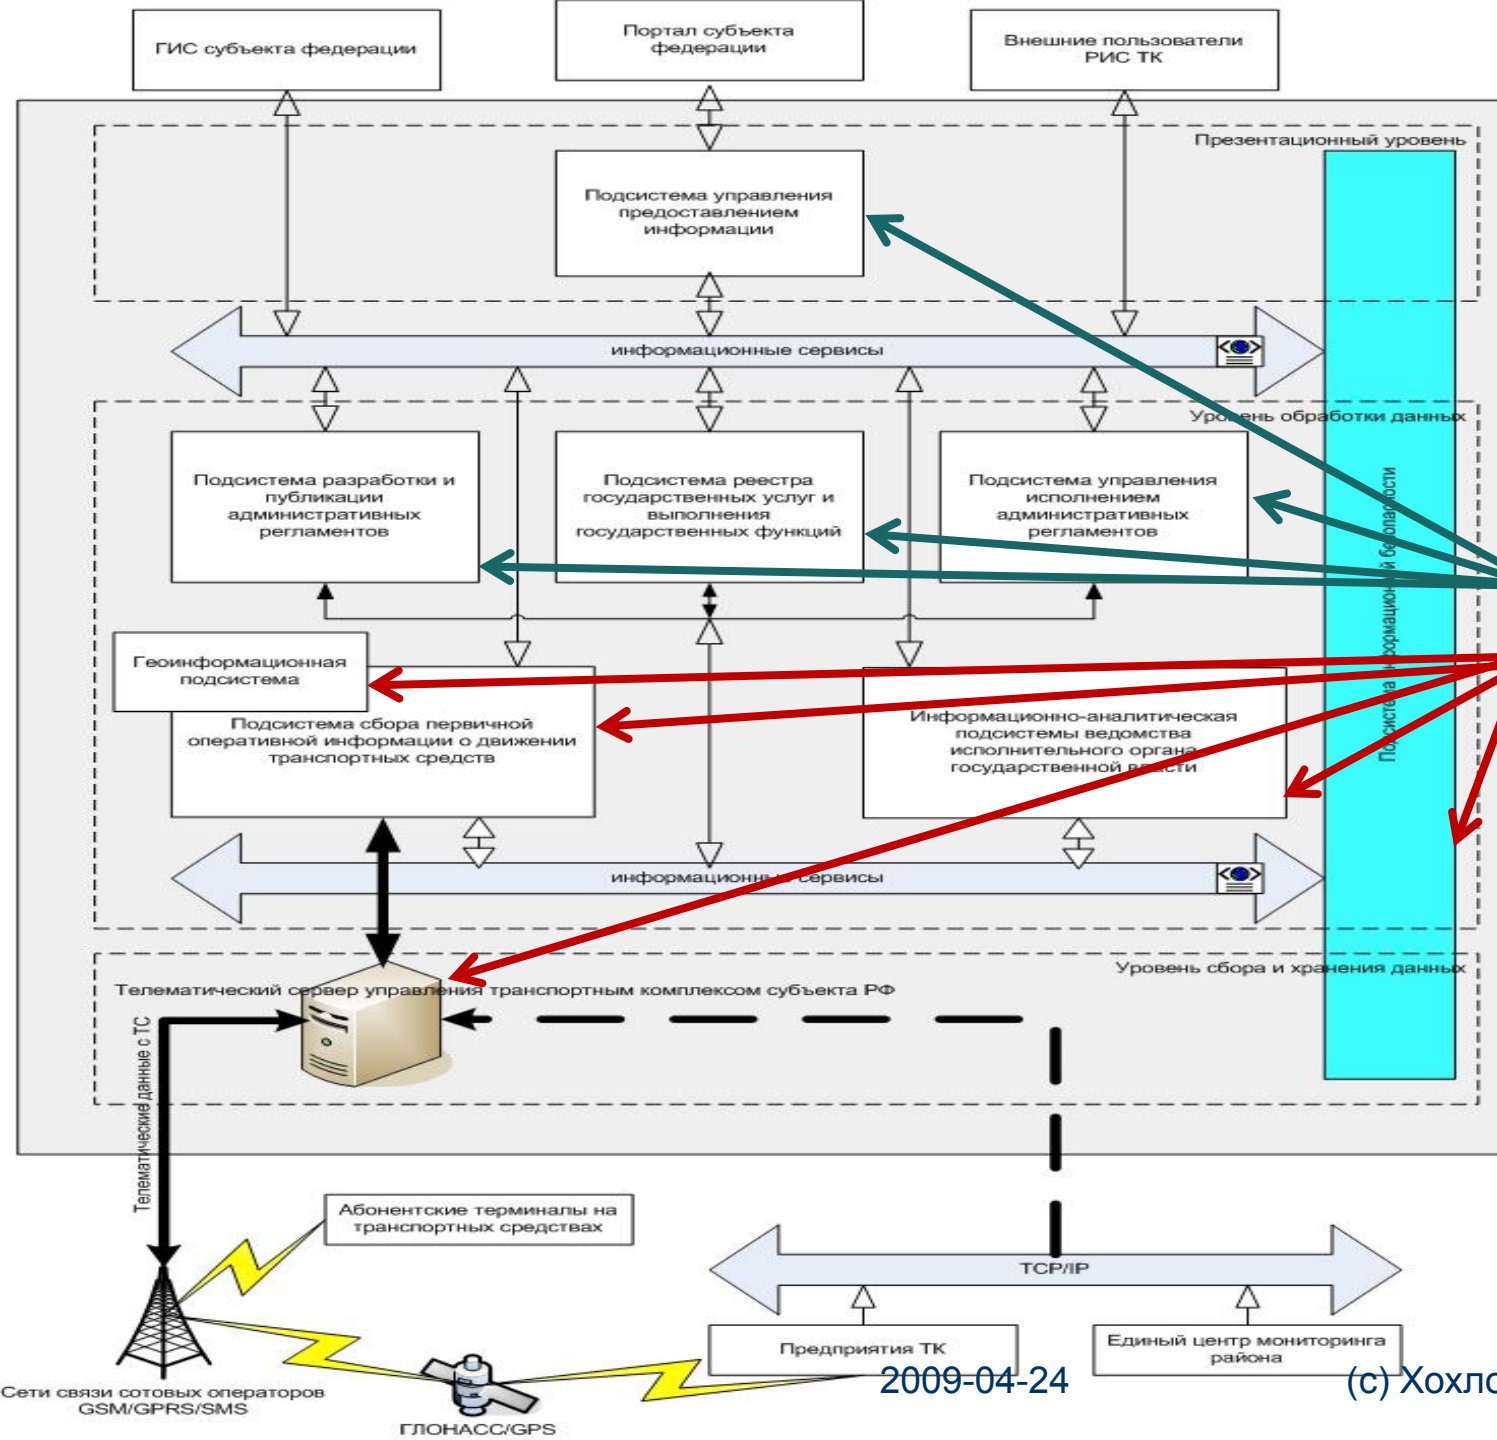 ГИС субъекта федерации
Портал субъекта
федерации
Внешние пользователи
РИС ТК
Презентационный уровень
Подсистема управления
предоставлением
информации
информационные сервисы
Уровень обработки данных
Подсистема разработки и
публикации
административных
регламентов
Подсистема реестра
государственных услуг и
выполнения
государственных функций
Подсистема управления
исполнением
административных
регламентов
Подсистема информационной безопасности
Геоинформационная
подсистема
Подсистема сбора первичной
оперативной информации о движении
транспортных средств
Информационно-аналитическая
подсистемы ведомства
исполнительного органа
государственной власти
информационные сервисы
Уровень сбора и хранения данных
Телематический сервер управления транспортным комплексом субъекта РФ
Телематические данные с ТС
Абонентские терминалы на
транспортных средствах
TCP/IP
Предприятия ТК
Единый центр мониторинга
района
Сети связи сотовых операторов
GSM/GPRS/SMS
ГЛОНАСС/GPS
2009-04-24
(c) Хохло